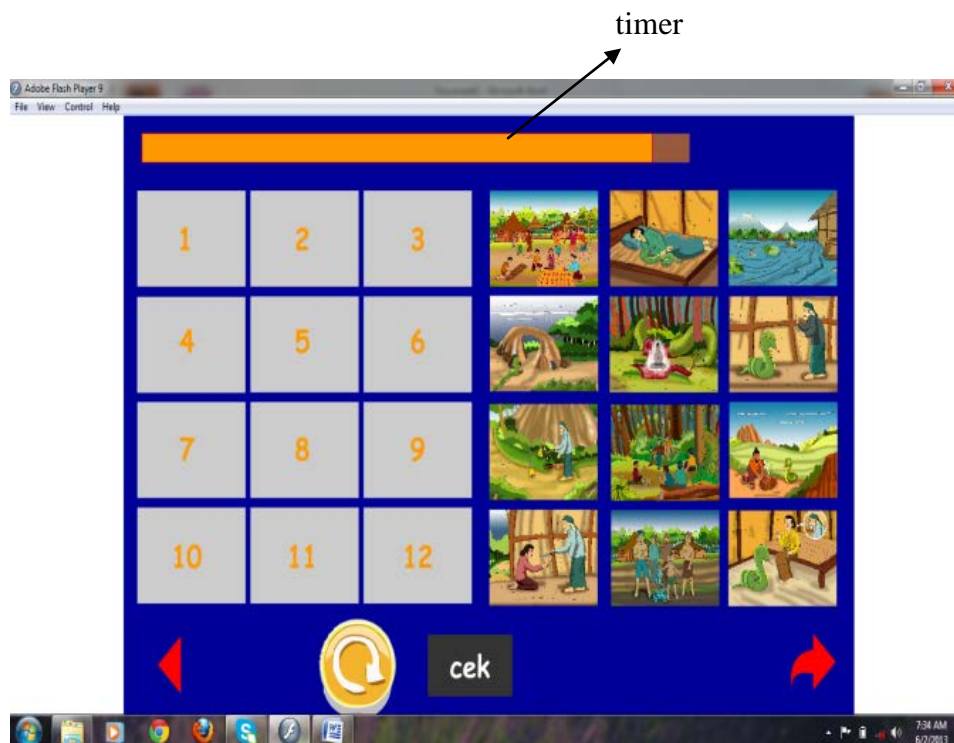 timer
Adobe Flash Player 9
File View Control Help
1 2 3
4 5 6
7 8 9
10 11 12
cek
7:34 AM
6/2/2013